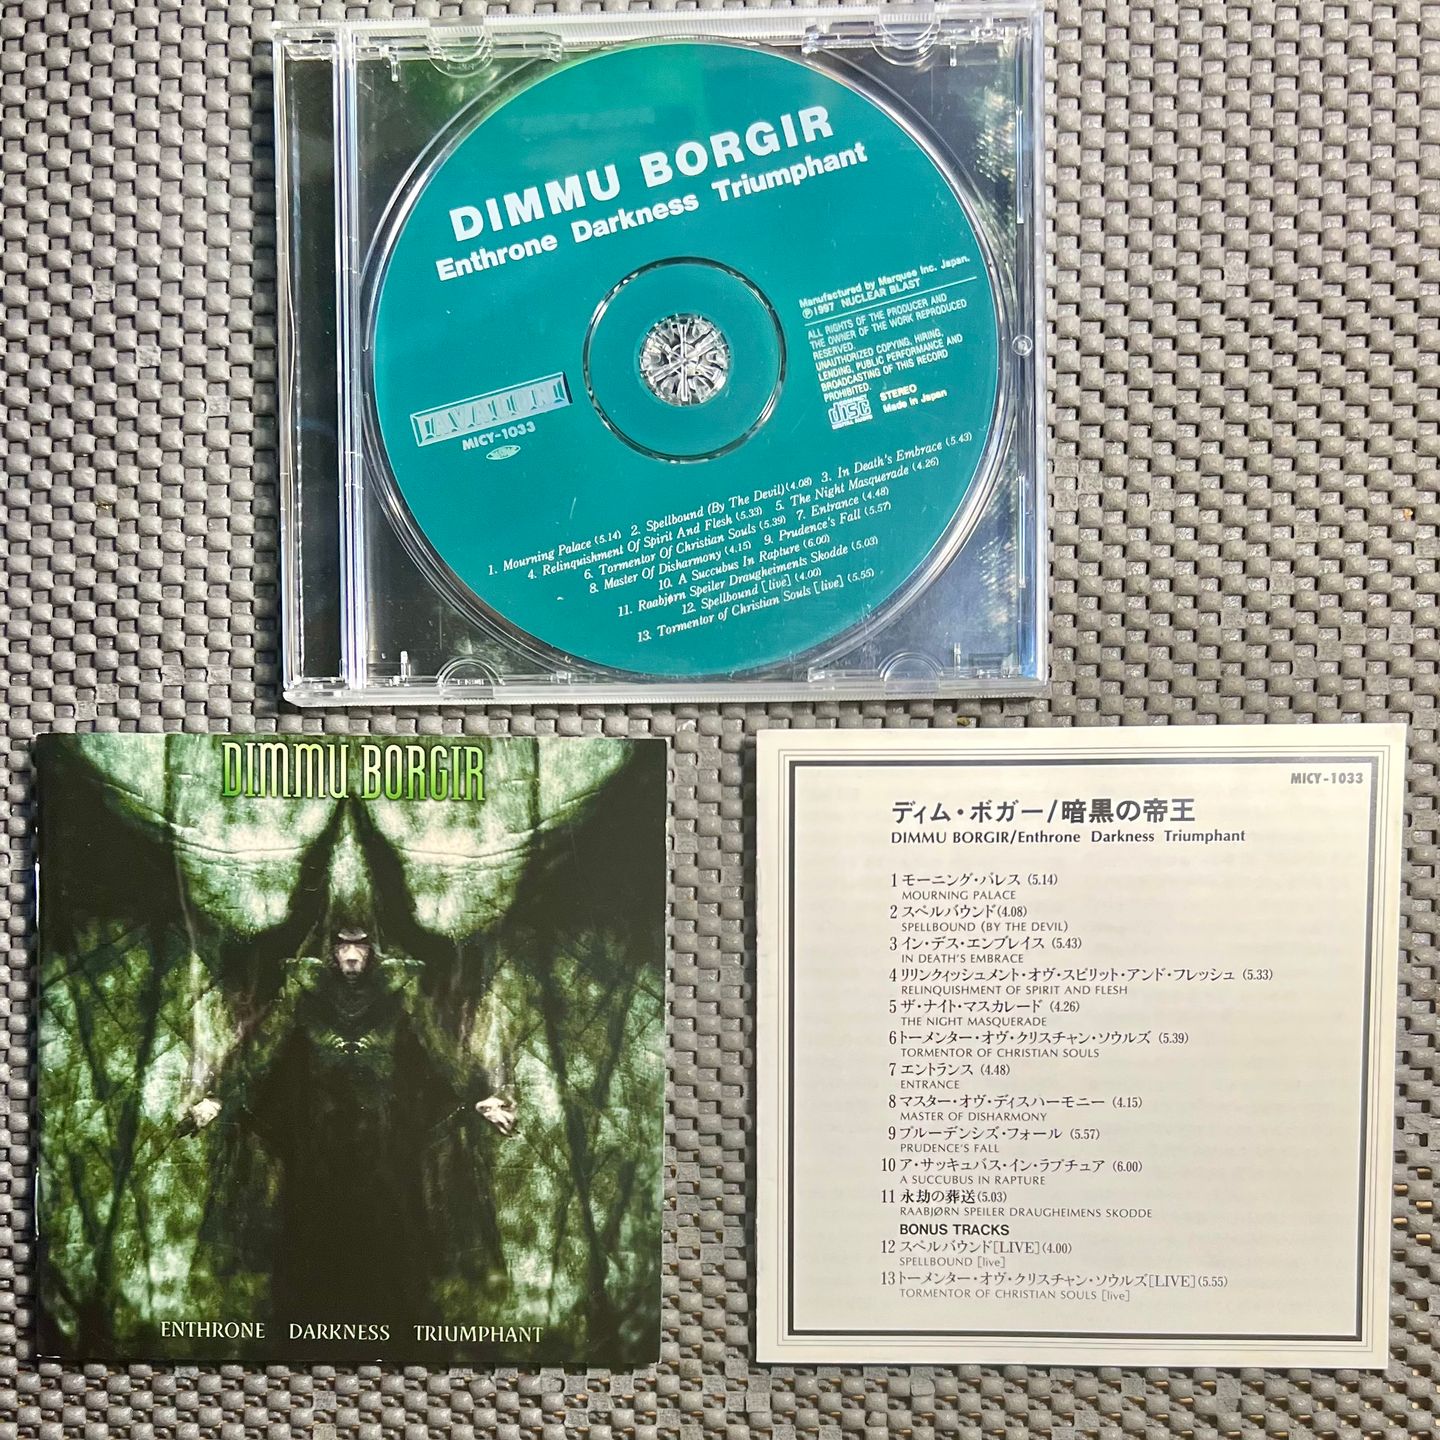 DIMMU BORGIR
Enthrone Darkness Triumphant
Manufactured by Marquee Inc. Japan.
℗1997 NUCLEAR BLAST
ALL RIGHTS OF THE PRODUCER AND
THE OWNER OF THE WORK REPRODUCED
RESERVED.
UNAUTHORIZED COPYING, HIRING,
LENDING, PUBLIC PERFORMANCE AND
BROADCASTING OF THIS RECORD
PROHIBITED.
COMPACT
disc
DIGITAL AUDIO
STEREO
Made in Japan
AVALON
MICY-1033
1. Mourning Palace (5.14) 2. Spellbound (By The Devil) (4.08) 3. In Death's Embrace (5.43)
4. Relinquishment Of Spirit And Flesh (5.33) 5. The Night Masquerade (4.26)
6. Tormentor Of Christian Souls (5.39) 7. Entrance (4.48)
8. Master Of Disharmony (4.15) 9. Prudence's Fall (5.57)
10. A Succubus In Rapture (6.00)
11. Raabjørn Speiler Draugheiments Skodde (5.03)
12. Spellbound [live] (4.00)
13. Tormentor of Christian Souls [live] (5.55)
DIMMU BORGIR
ENTHRONE DARKNESS TRIUMPHANT
MICY-1033
ディム・ボガー/暗黒の帝王
DIMMU BORGIR/Enthrone Darkness Triumphant
1 モーニング・パレス (5.14)
MOURNING PALACE
2 スペルバウンド(4.08)
SPELLBOUND (BY THE DEVIL)
3 イン・デス・エンブレイス (5.43)
IN DEATH'S EMBRACE
4 リリンクィッシュメント・オヴ・スピリット・アンド・フレッシュ (5.33)
RELINQUISHMENT OF SPIRIT AND FLESH
5 ザ・ナイト・マスカレード (4.26)
THE NIGHT MASQUERADE
6 トーメンター・オヴ・クリスチャン・ソウルズ (5.39)
TORMENTOR OF CHRISTIAN SOULS
7 エントランス (4.48)
ENTRANCE
8 マスター・オヴ・ディスハーモニー (4.15)
MASTER OF DISHARMONY
9 プルーデンシズ・フォール (5.57)
PRUDENCE'S FALL
10 ア・サッキュバス・イン・ラプチュア (6.00)
A SUCCUBUS IN RAPTURE
11 永劫の葬送(5.03)
RAABJØRN SPEILER DRAUGHEIMENS SKODDE
BONUS TRACKS
12 スペルバウンド[LIVE](4.00)
SPELLBOUND [live]
13 トーメンター・オヴ・クリスチャン・ソウルズ[LIVE](5.55)
TORMENTOR OF CHRISTIAN SOULS [live]